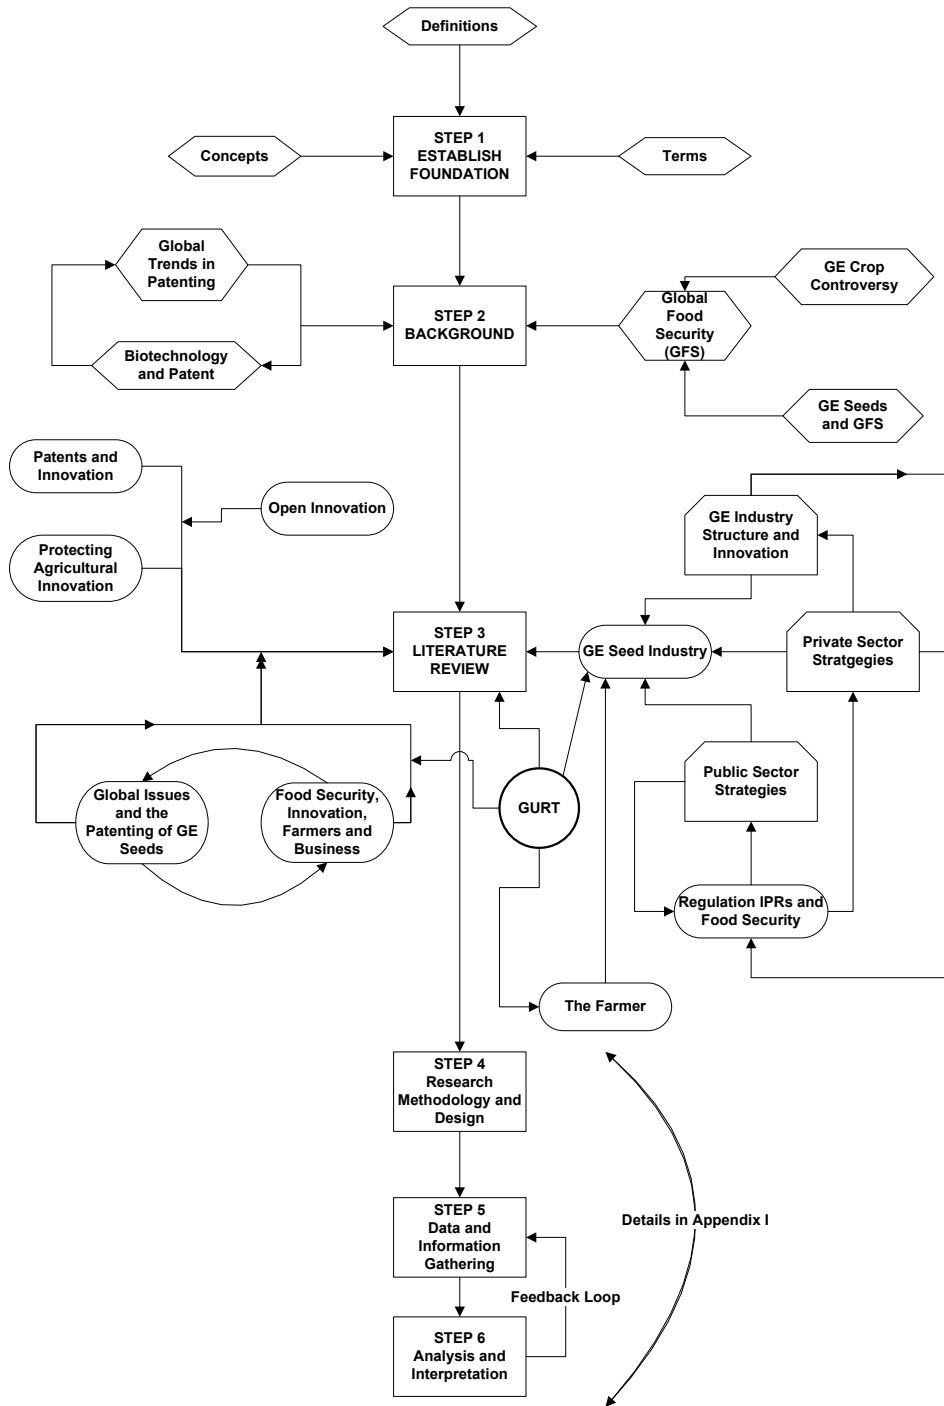 Definitions
STEP 1
ESTABLISH
FOUNDATION
Concepts
Terms
Global
Trends in
Patenting
GE Crop
Controversy
STEP 2
BACKGROUND
Global
Food
Security
(GFS)
Biotechnology
and Patent
GE Seeds
and GFS
Patents and
Innovation
Open Innovation
GE Industry
Structure and
Innovation
Protecting
Agricultural
Innovation
STEP 3
LITERATURE
REVIEW
GE Seed Industry
Private Sector
Stratgegies
Public Sector
Strategies
Global Issues
and the
Patenting of GE
Seeds
Food Security,
Innovation,
Farmers and
Business
GURT
Regulation IPRs and
Food Security
The Farmer
STEP 4
Research
Methodology and
Design
STEP 5
Data and
Information
Gathering
Details in Appendix I
Feedback Loop
STEP 6
Analysis and
Interpretation